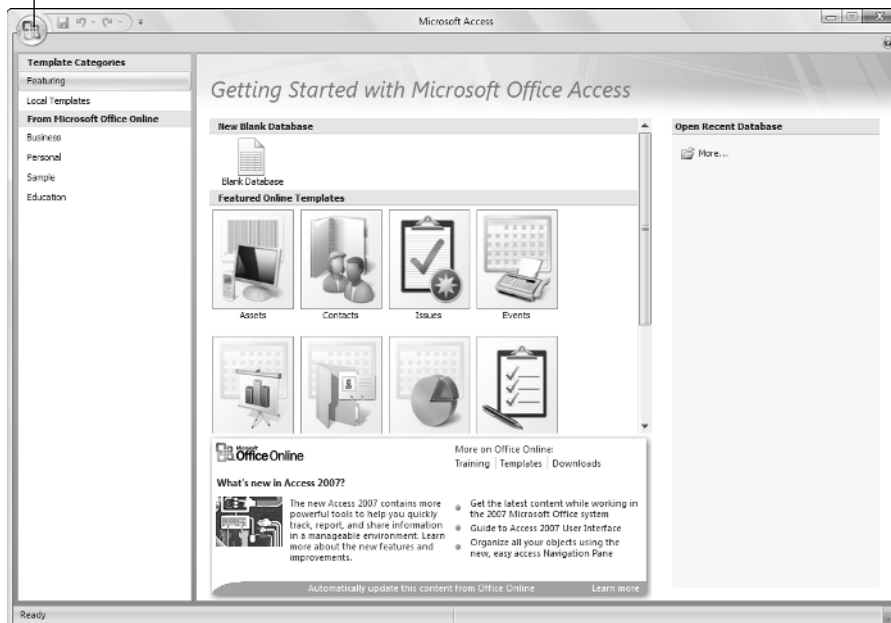 Microsoft Access
Template Categories
Featuring
Local Templates
From Microsoft Office Online
Business
Personal
Sample
Education
Getting Started with Microsoft Office Access
New Blank Database
Blank Database
Featured Online Templates
Assets
Contacts
Issues
Events
Microsoft
Office Online
More on Office Online:
Training | Templates | Downloads
What's new in Access 2007?
The new Access 2007 contains more
powerful tools to help you quickly
track, report, and share information
in a manageable environment. Learn
more about the new features and
improvements.
Get the latest content while working in
the 2007 Microsoft Office system
Guide to Access 2007 User Interface
Organize all your objects using the
new, easy access Navigation Pane
Automatically update this content from Office Online
Learn more
Open Recent Database
More...
Ready